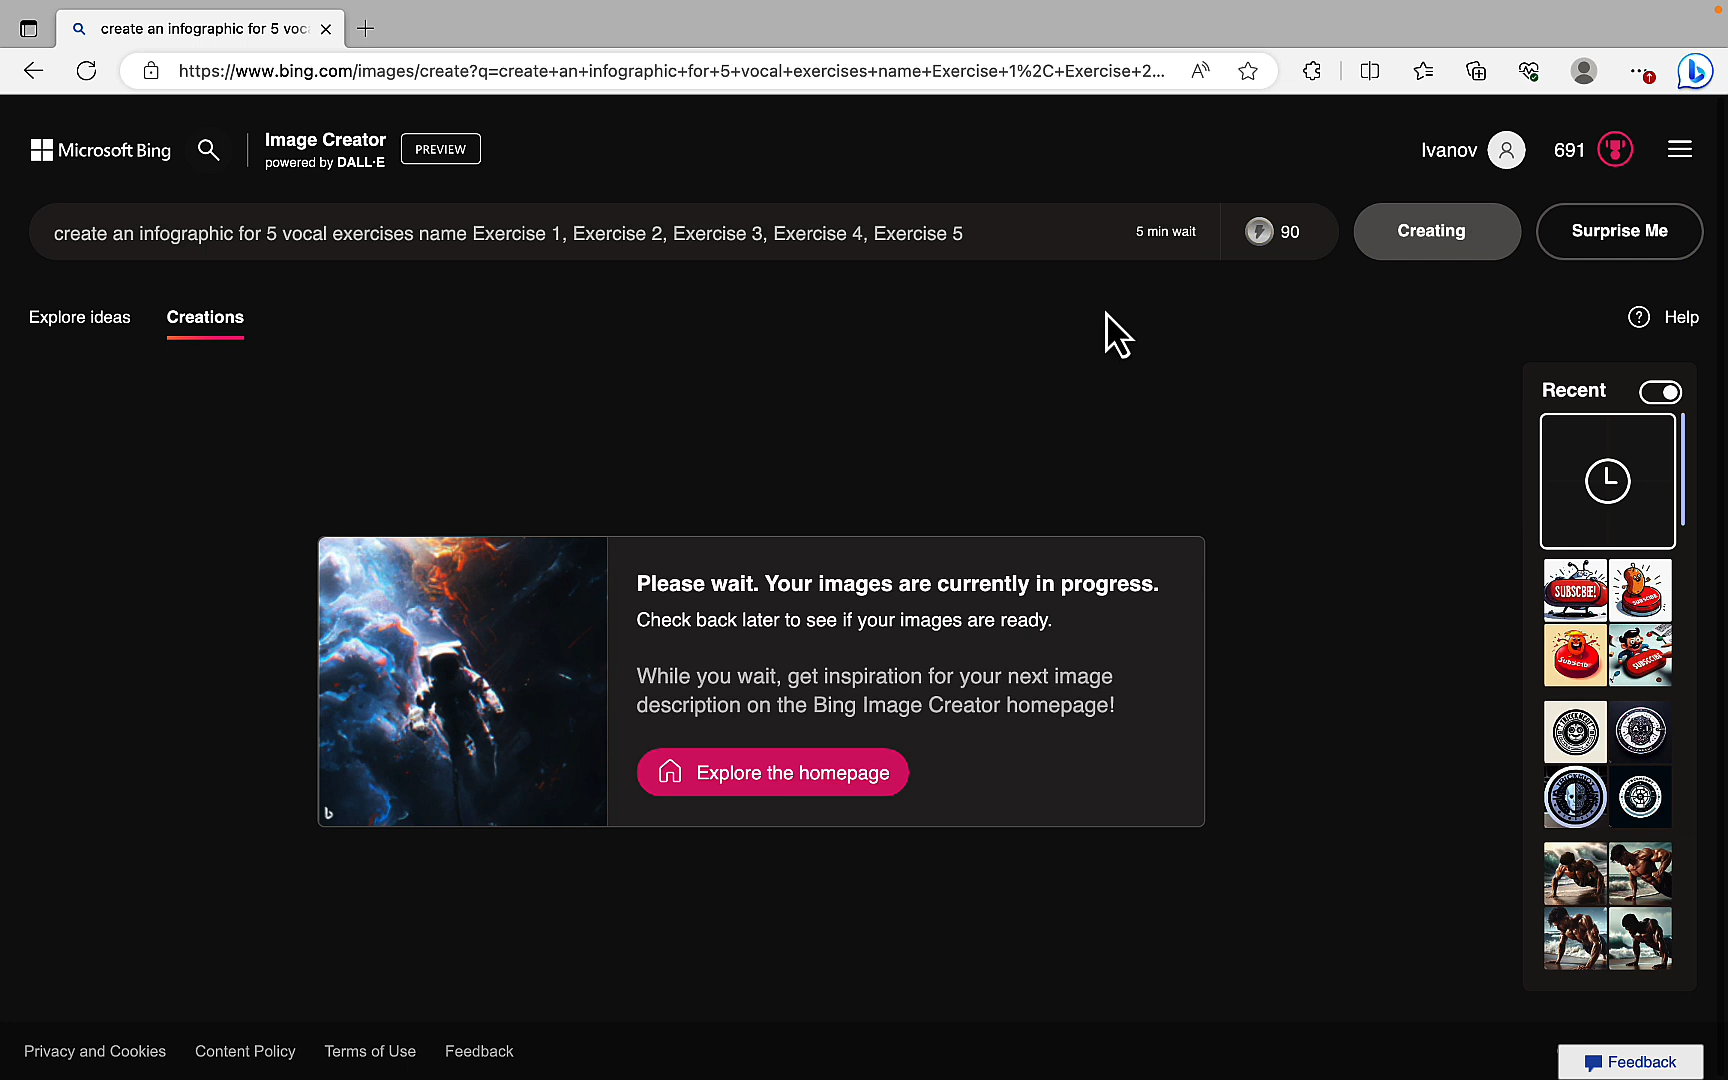 create an infographic for 5 voc
https://www.bing.com/images/create?q=create+an+infographic+for+5+vocal+exercises+name+Exercise+1%2C+Exercise+2...
Microsoft Bing
Image Creator
powered by DALL·E
PREVIEW
Ivanov
691
create an infographic for 5 vocal exercises name Exercise 1, Exercise 2, Exercise 3, Exercise 4, Exercise 5
5 min wait
90
Creating
Surprise Me
Explore ideas
Creations
Help
Recent
Please wait. Your images are currently in progress.
Check back later to see if your images are ready.
While you wait, get inspiration for your next image
description on the Bing Image Creator homepage!
Explore the homepage
SUBSCBE!
Privacy and Cookies
Content Policy
Terms of Use
Feedback
Feedback